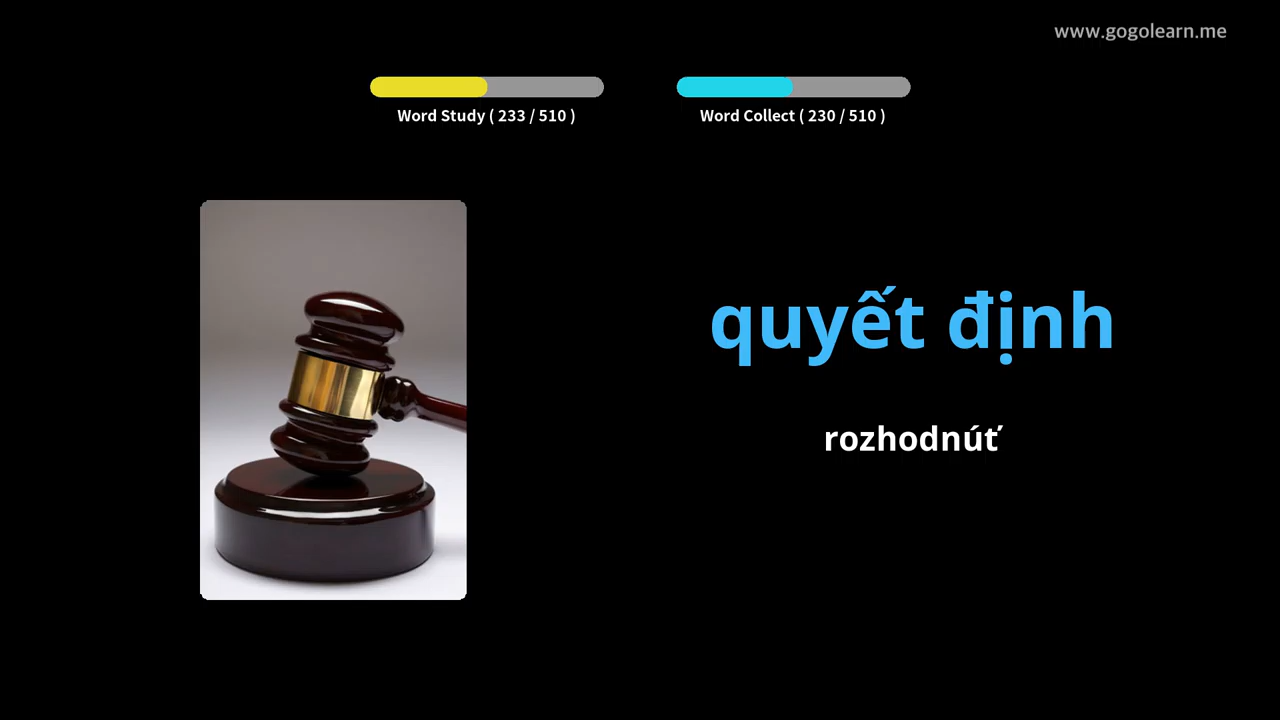 www.gogolearn.me
Word Study ( 233 / 510 )
Word Collect ( 230 / 510 )
quyết định
rozhodnúť